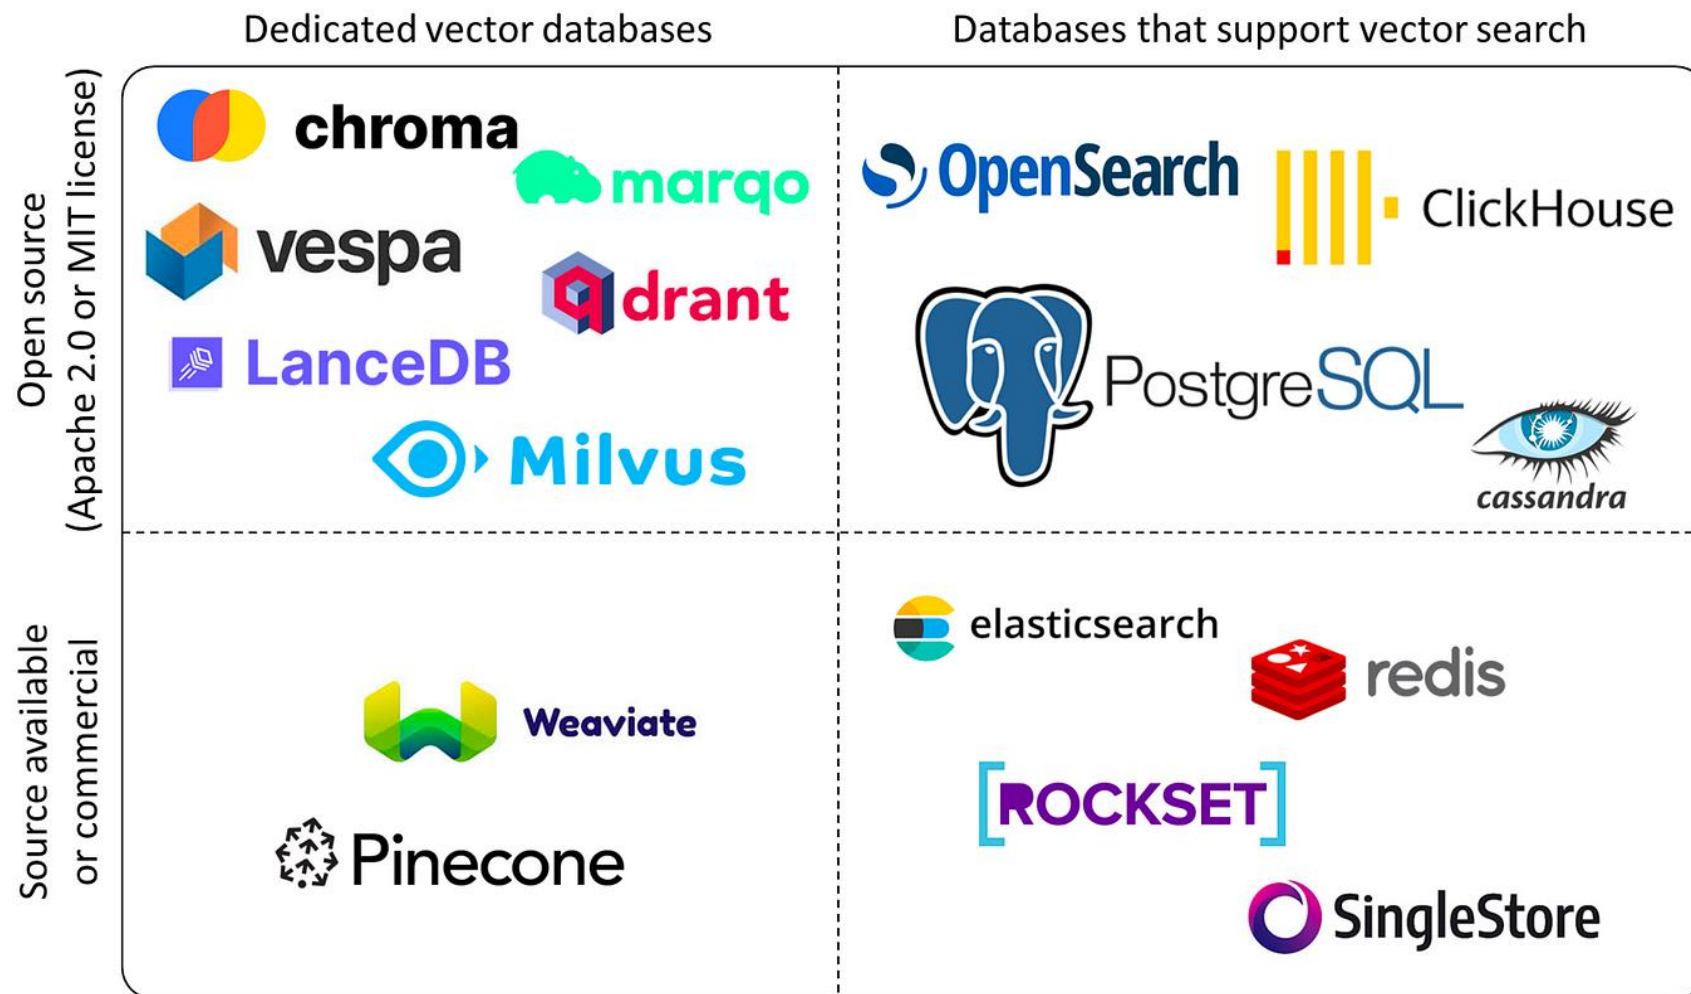 Dedicated vector databases
Databases that support vector search
Open source
(Apache 2.0 or MIT license)
chroma
marqo
vespa
qdrant
LanceDB
Milvus
OpenSearch
ClickHouse
PostgreSQL
cassandra
Source available
or commercial
Weaviate
Pinecone
elasticsearch
redis
[ROCKSET]
SingleStore